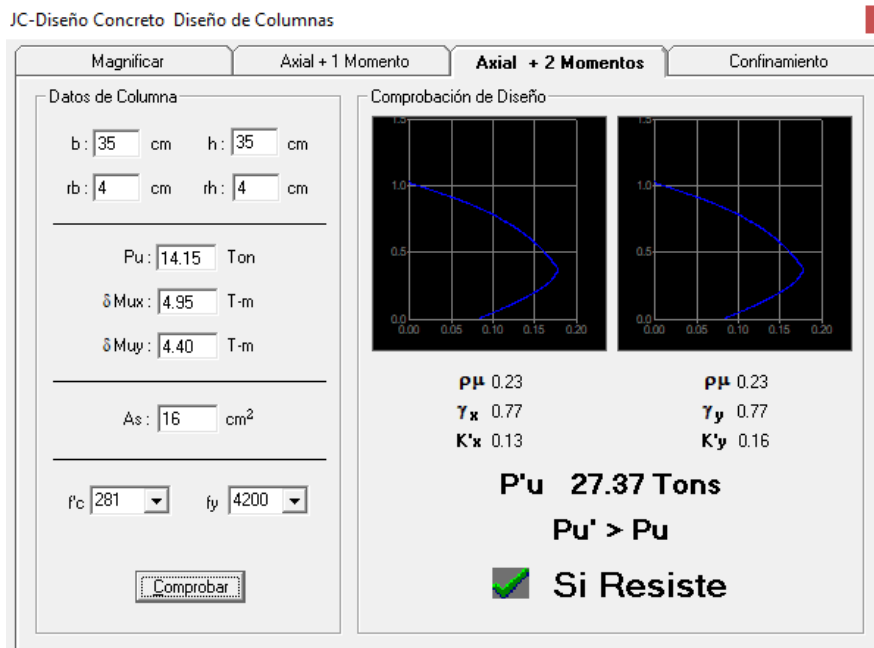 JC-Diseño Concreto Diseño de Columnas
Magnificar
Axial + 1 Momento
Axial + 2 Momentos
Confinamiento
Datos de Columna
b : 35 cm h : 35 cm
rb : 4 cm rh : 4 cm
Pu : 14.15 Ton
δMux : 4.95 T-m
δMuy : 4.40 T-m
As : 16 cm²
f'c 281 fy 4200
Comprobar
Comprobación de Diseño
1.5
1.0
0.5
0.0
0.00 0.05 0.10 0.15 0.20
1.5
1.0
0.5
0.0
0.00 0.05 0.10 0.15 0.20
ρμ 0.23
γx 0.77
K'x 0.13
ρμ 0.23
γy 0.77
K'y 0.16
P'u 27.37 Tons
Pu' > Pu
Si Resiste